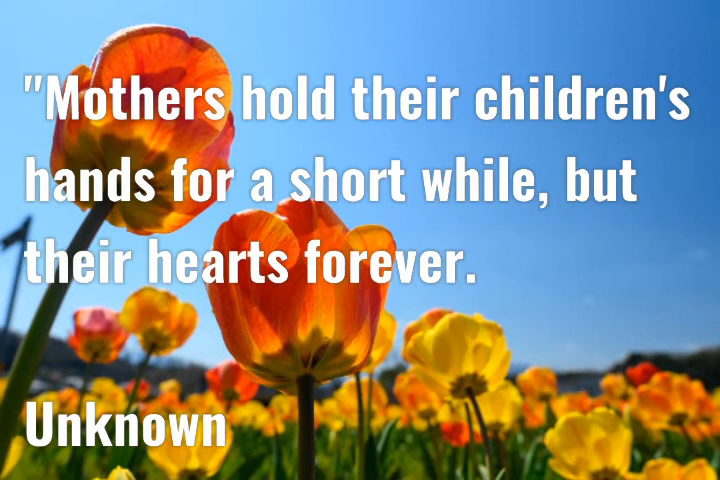 "Mothers hold their children's
hands for a short while, but
their hearts forever.
Unknown